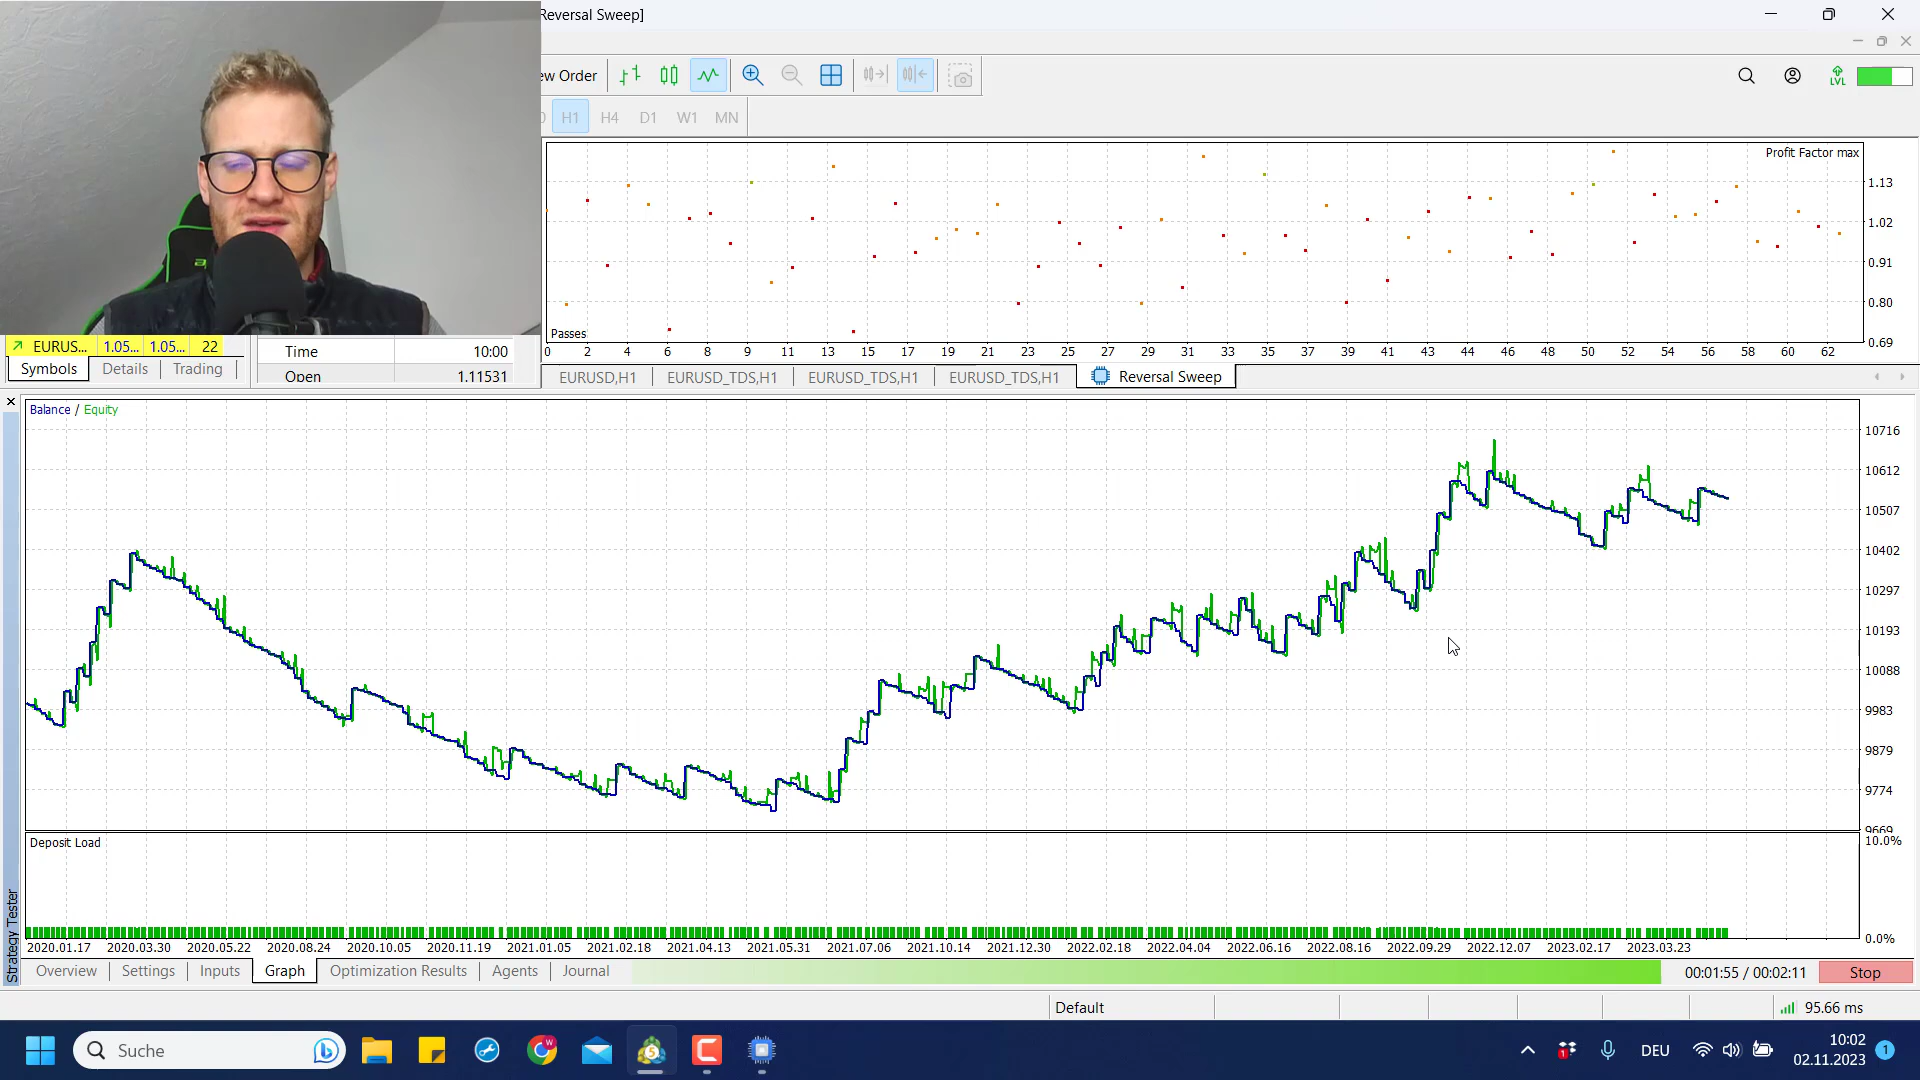 Reversal Sweep]
ew Order
LVL
H1 H4 D1 W1 MN
Profit Factor max
1.13
1.02
0.91
0.80
0.69
Passes
0 2 4 6 8 9 11 13 15 17 19 21 23 25 27 29 31 33 35 37 39 41 43 44 46 48 50 52 54 56 58 60 62
EURUS... 1.05... 1.05... 22
Symbols Details Trading
Time 10:00
Open 1.11531
EURUSD,H1 EURUSD_TDS,H1 EURUSD_TDS,H1 EURUSD_TDS,H1 Reversal Sweep
Balance / Equity
10716
10612
10507
10402
10297
10193
10088
9983
9879
9774
9669
Deposit Load
10.0%
0.0%
2020.01.17 2020.03.30 2020.05.22 2020.08.24 2020.10.05 2020.11.19 2021.01.05 2021.02.18 2021.04.13 2021.05.31 2021.07.06 2021.10.14 2021.12.30 2022.02.18 2022.04.04 2022.06.16 2022.08.16 2022.09.29 2022.12.07 2023.02.17 2023.03.23
Strategy Tester
Overview Settings Inputs Graph Optimization Results Agents Journal
00:01:55 / 00:02:11 Stop
Default
95.66 ms
Suche
DEU
10:02
02.11.2023
1